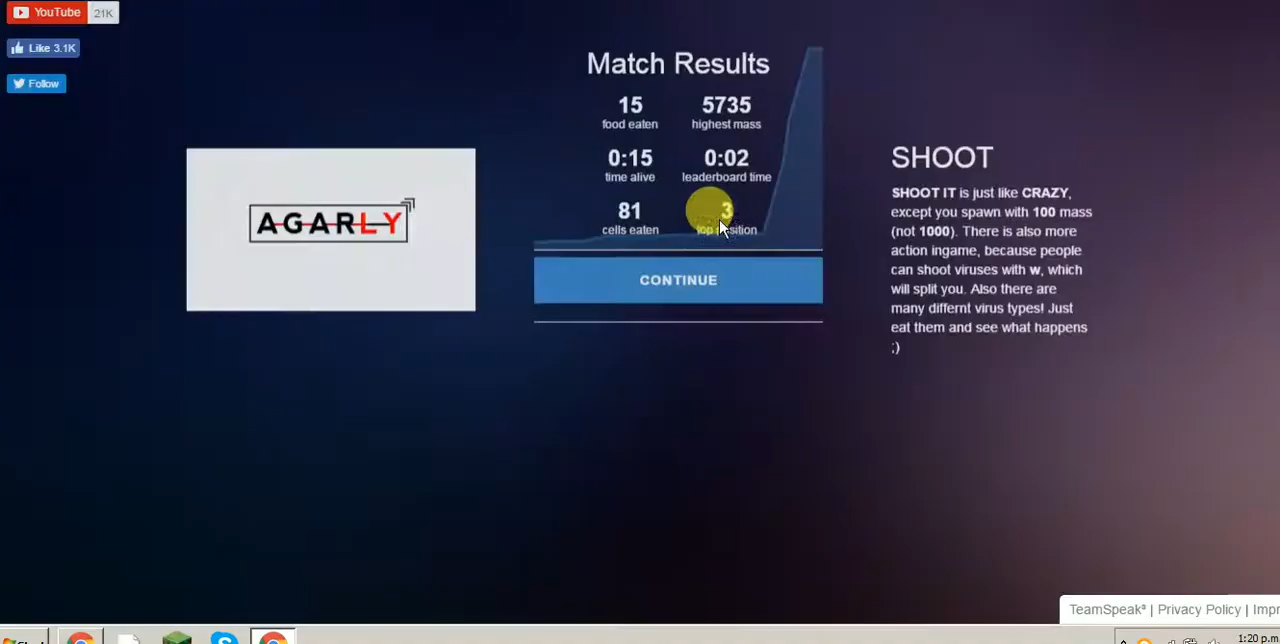 YouTube 21K
Like 3.1K
Follow
AGARLY
Match Results
15 5735
food eaten highest mass
0:15 0:02
time alive leaderboard time
81 3
cells eaten top position
CONTINUE
SHOOT
SHOOT IT is just like CRAZY,
except you spawn with 100 mass
(not 1000). There is also more
action ingame, because people
can shoot viruses with w, which
will split you. Also there are
many differnt virus types! Just
eat them and see what happens
;)
TeamSpeak³ | Privacy Policy | Impr
1:20 p.m